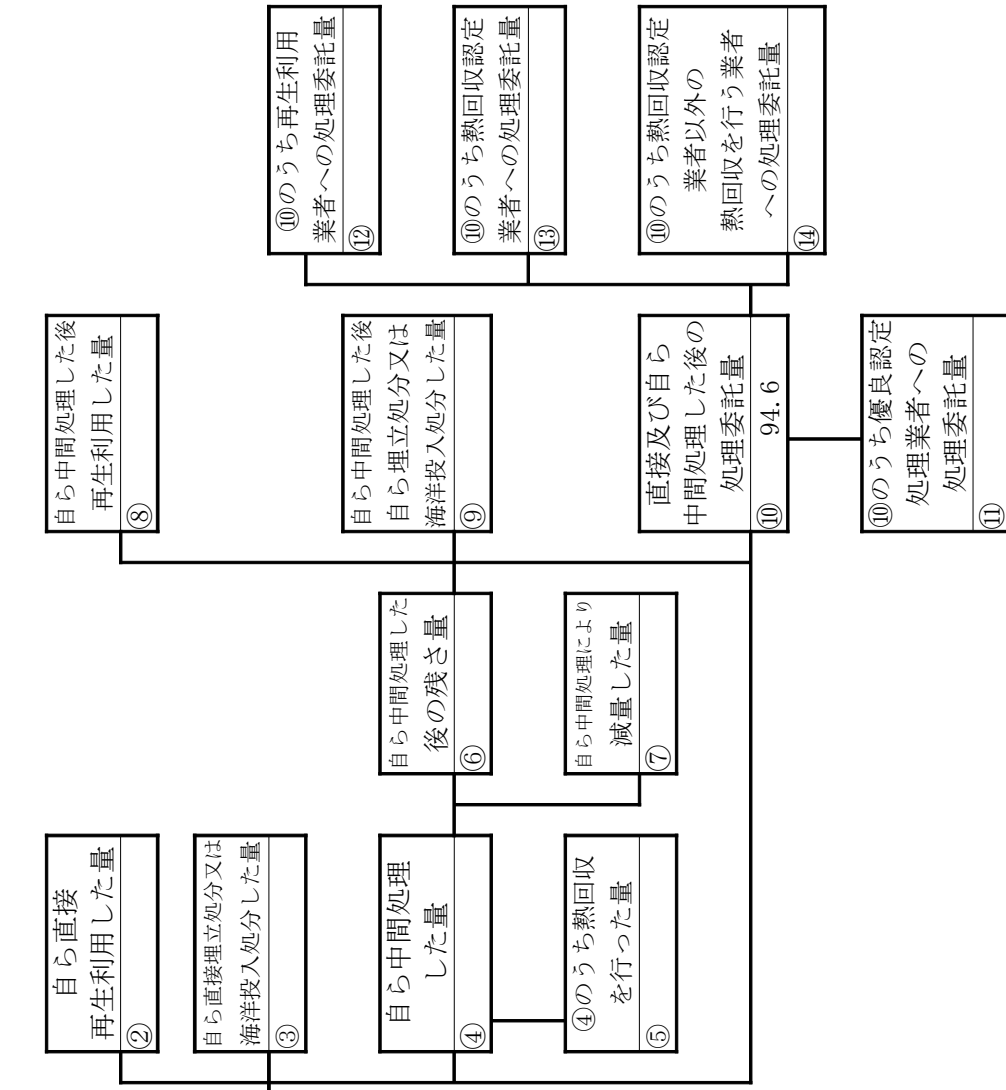 自ら直接
再生利用した量
②
自ら直接埋立処分又は
海洋投入処分した量
③
自ら中間処理
した量
④
④のうち熱回収
を行った量
⑤
自ら中間処理した
後の残さ量
⑥
自ら中間処理により
減量した量
⑦
自ら中間処理した後
再生利用した量
⑧
自ら中間処理した後
自ら埋立処分又は
海洋投入処分した量
⑨
直接及び自ら
中間処理した後の
処理委託量
⑩ 94.6
⑩のうち優良認定
処理業者への
処理委託量
⑪
⑩のうち再生利用
業者への処理委託量
⑫
⑩のうち熱回収認定
業者への処理委託量
⑬
⑩のうち熱回収認定
業者以外の
熱回収を行う業者
への処理委託量
⑭